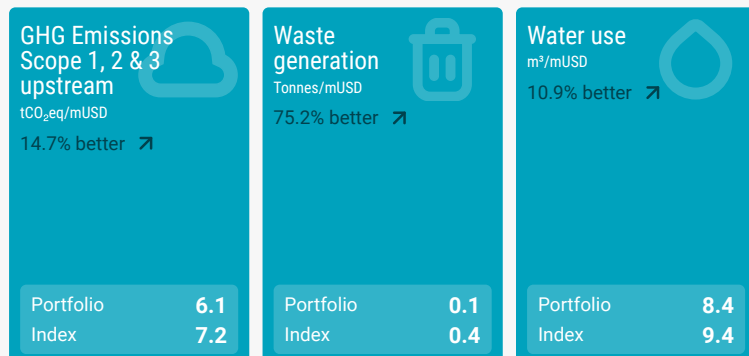 GHG Emissions
Scope 1, 2 & 3
upstream
tCO₂eq/mUSD
14.7% better
Portfolio 6.1
Index 7.2
Waste
generation
Tonnes/mUSD
75.2% better
Portfolio 0.1
Index 0.4
Water use
m³/mUSD
10.9% better
Portfolio 8.4
Index 9.4